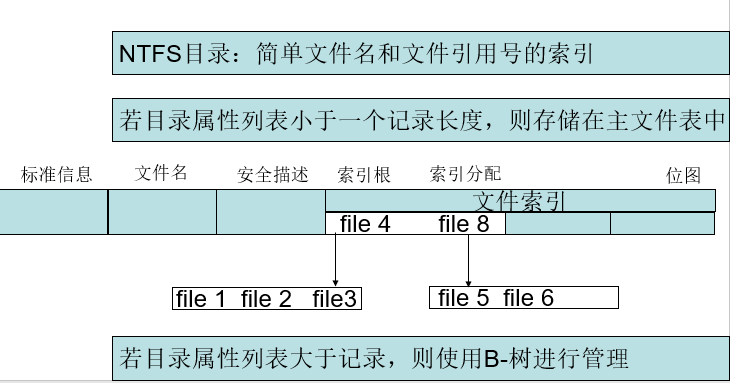 NTFS目录：简单文件名和文件引用号的索引
若目录属性列表小于一个记录长度，则存储在主文件表中
标准信息 文件名 安全描述 索引根 索引分配 位图
文件索引
file 4 file 8
file 1 file 2 file3 file 5 file 6
若目录属性列表大于记录，则使用B-树进行管理